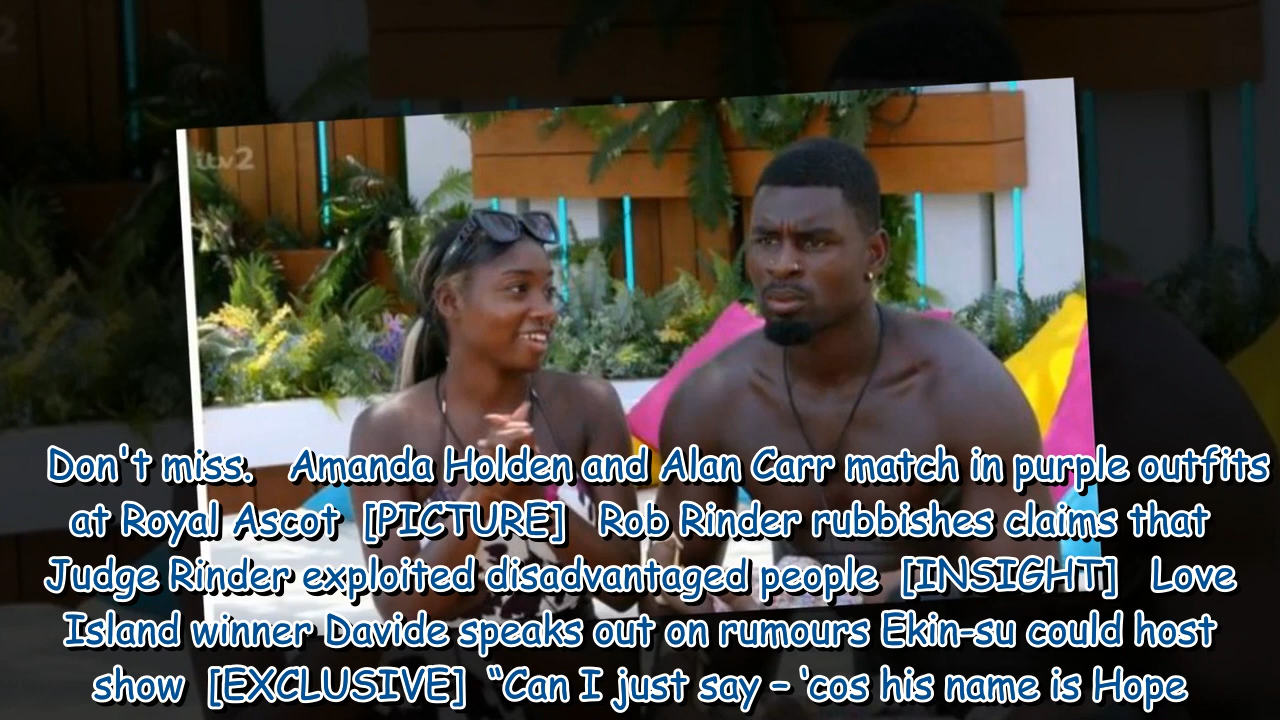 itv2
Don't miss. Amanda Holden and Alan Carr match in purple outfits
at Royal Ascot [PICTURE] Rob Rinder rubbishes claims that
Judge Rinder exploited disadvantaged people [INSIGHT] Love
Island winner Davide speaks out on rumours Ekin-su could host
show [EXCLUSIVE] “Can I just say – ‘cos his name is Hope